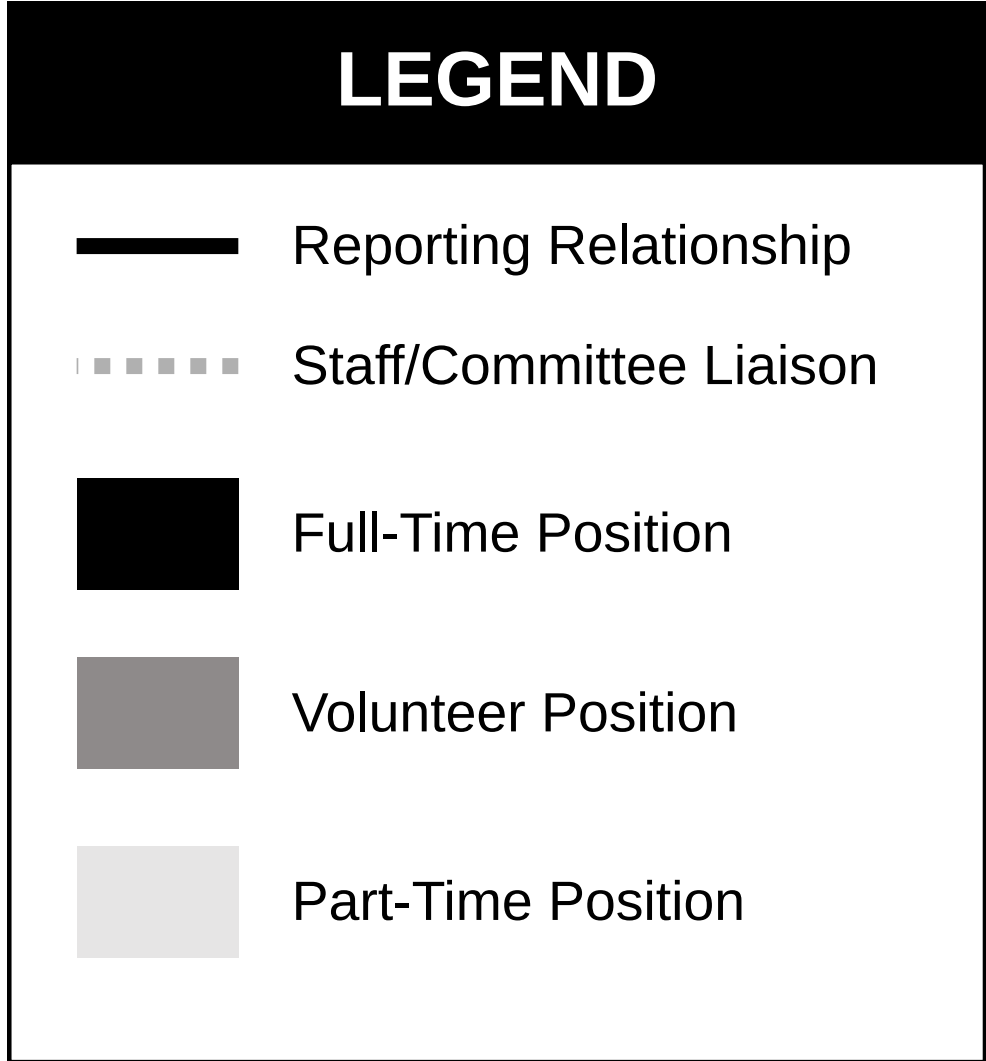 LEGEND
Reporting Relationship
Staff/Committee Liaison
Full-Time Position
Volunteer Position
Part-Time Position